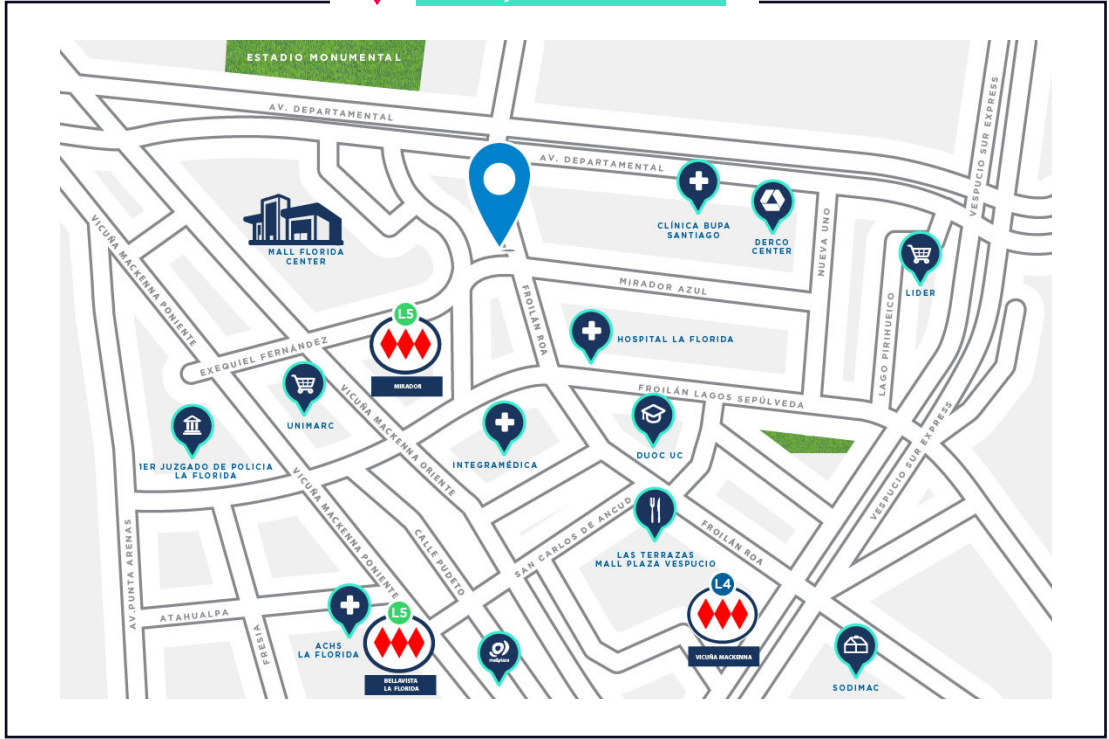 ESTADIO MONUMENTAL
AV. DEPARTAMENTAL
AV. DEPARTAMENTAL
VESPUCIO SUR EXPRESS
CLÍNICA BUPA
SANTIAGO
DERCO
CENTER
NUEVA UNO
LIDER
MALL FLORIDA
CENTER
VICUÑA MACKENNA PONIENTE
MIRADOR AZUL
LAGO PIRIHUEICO
FROILÁN ROA
L5
MIRADOR
EXEQUIEL FERNÁNDEZ
HOSPITAL LA FLORIDA
FROILÁN LAGOS SEPÚLVEDA
UNIMARC
VICUÑA MACKENNA ORIENTE
1ER JUZGADO DE POLICIA
LA FLORIDA
INTEGRAMÉDICA
DUOC UC
VESPUCIO SUR EXPRESS
VICUÑA MACKENNA PONIENTE
CALLE PUDETO
SAN CARLOS DE ANCUD
FROILÁN ROA
LAS TERRAZAS
MALL PLAZA VESPUCIO
AV.PUNTA ARENAS
ATAHUALPA
FRESIA
ACHS
LA FLORIDA
L5
BELLAVISTA
LA FLORIDA
mallplaza
L4
VICUÑA MACKENNA
SODIMAC